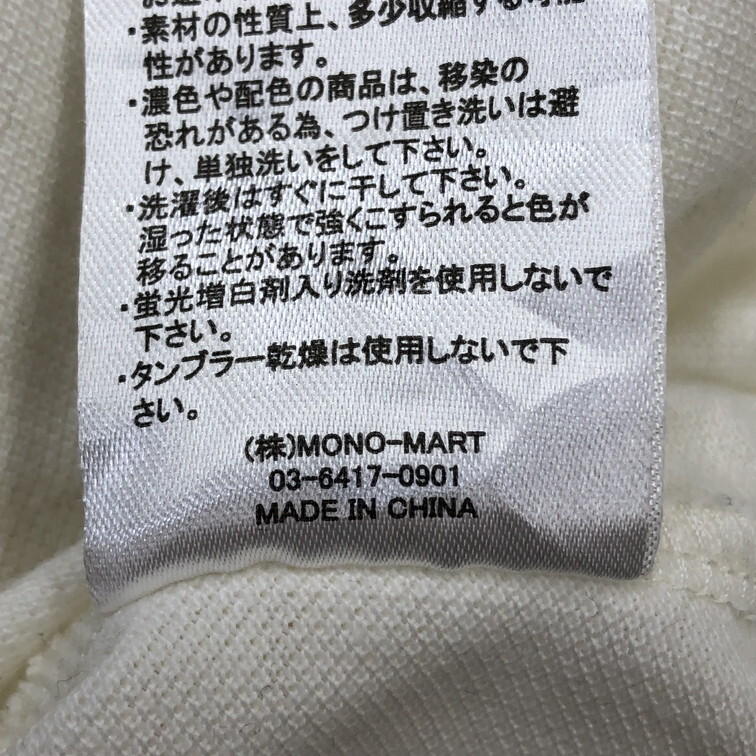 ・素材の性質上、多少収縮する可能
性があります。
・濃色や配色の商品は、移染の
恐れがある為、つけ置き洗いは避
け、単独洗いをして下さい。
・洗濯後はすぐに干して下さい。
湿った状態で強くこすられると色が
移ることがあります。
・蛍光増白剤入り洗剤を使用しないで
下さい。
・タンブラー乾燥は使用しないで下
さい。
(株)MONO-MART
03-6417-0901
MADE IN CHINA